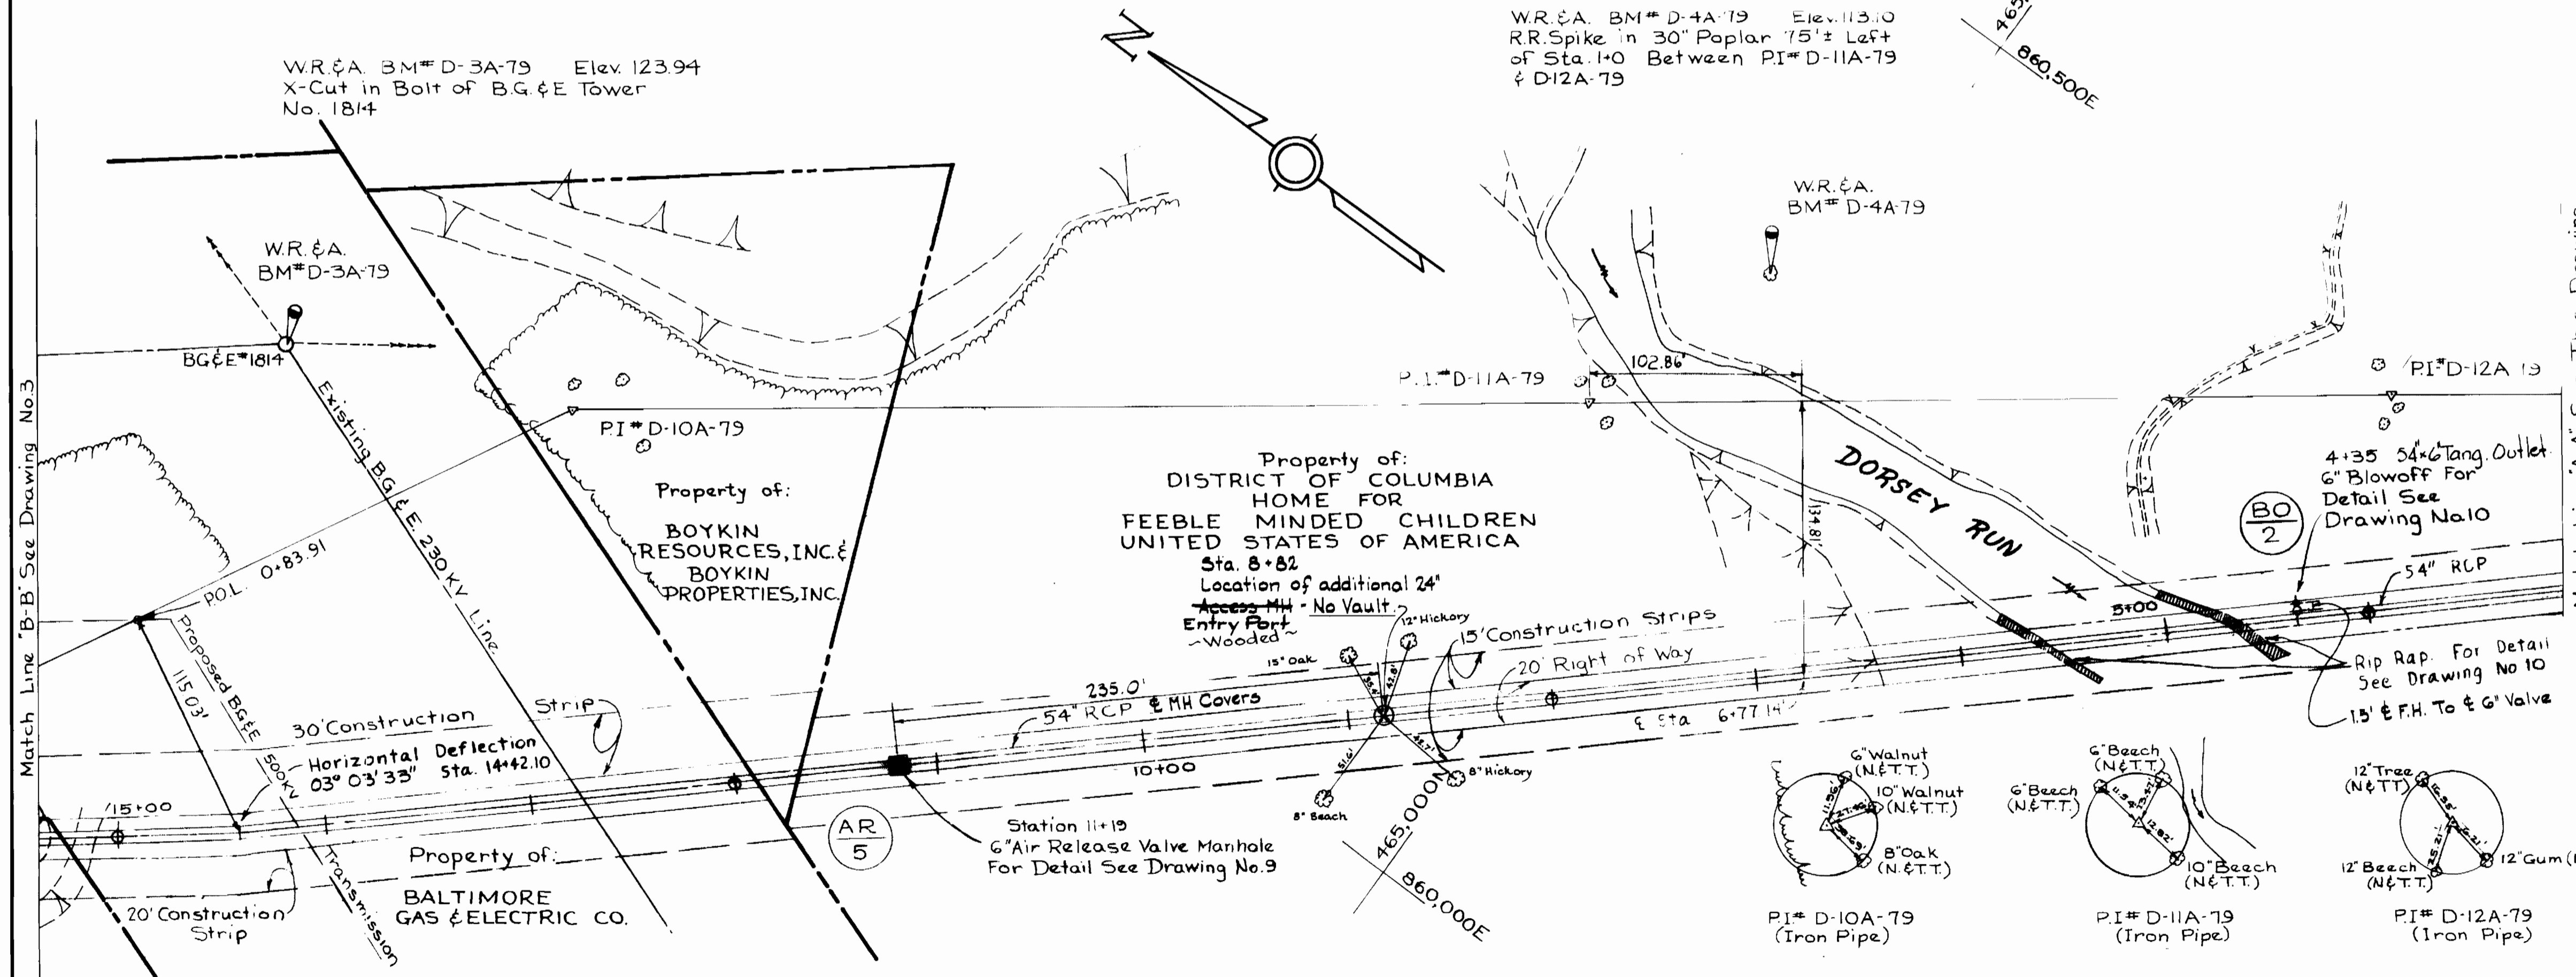 W.R.&A. BM# D-3A-79 Elev. 123.94
X-Cut in Bolt of B.G.&E Tower
No. 1814
N
W.R.&A. BM# D-4A-79 Elev. 113.10
R.R.Spike in 30" Poplar 75'± Left
of Sta. 1+0 Between P.I# D-11A-79
& D-12A-79
465,
860,500E
W.R.&A.
BM# D-3A-79
BG&E#1814
Existing B.G.&E. 230 KV Line.
Match Line "B-B" See Drawing No.3
P.O.L. 0+83.91
115.03'
Proposed BG&E 500KV Transmission
P.I# D-10A-79
Property of:
BOYKIN
RESOURCES, INC.&
BOYKIN
PROPERTIES, INC.
30' Construction Strip
Horizontal Deflection
03° 03' 33" Sta. 14+42.10
15+00
20' Construction
Strip
Property of:
BALTIMORE
GAS & ELECTRIC CO.
AR
5
Station 11+19
6" Air Release Valve Manhole
For Detail See Drawing No.9
235.0'
54" RCP ℄ MH Covers
10+00
Property of:
DISTRICT OF COLUMBIA
HOME FOR
FEEBLE MINDED CHILDREN
UNITED STATES OF AMERICA
Sta. 8+82
Location of additional 24"
Access MH - No Vault.
Entry Port
~Wooded~
12" Hickory
15" Oak
51.6'
8" Beach
8" Hickory
15' Construction Strips
20' Right of Way
℄ Sta 6+77.14
465,000N
860,000E
W.R.&A.
BM# D-4A-79
P.I.# D-11A-79
102.86'
134.81'
DORSEY RUN
5+00
P.I# D-12A
4+35 54"x6" Tang. Outlet.
6" Blowoff For
Detail See
Drawing No.10
BO
2
54" RCP
Rip Rap. For Detail
See Drawing No 10
1.5' ℄ F.H. To ℄ 6" Valve
6" Walnut
(N.&T.T.)
10" Walnut
(N.&T.T.)
8" Oak
(N.&T.T.)
P.I# D-10A-79
(Iron Pipe)
6" Beech
(N.&T.T.)
6" Beech
(N.&T.T.)
12.82'
10" Beech
(N.&T.T.)
P.I# D-11A-79
(Iron Pipe)
12" Tree
(N&TT)
25.21'
12" Beech
(N&T.T.)
12" Gum
P.I# D-12A-79
(Iron Pipe)